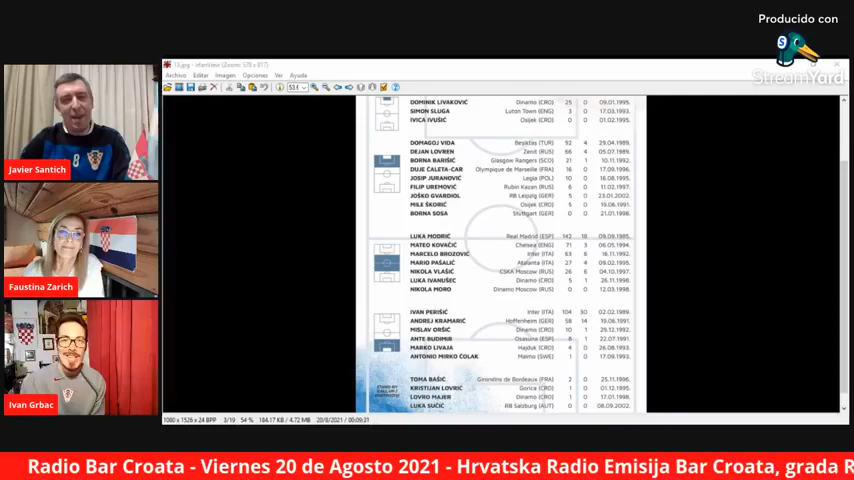 Producido con
StreamYard
13.jpg - IrfanView (Zoom: 578 x 817)
Archivo Editar Imagen Opciones Ver Ayuda
DOMINIK LIVAKOVIĆ Dinamo (CRO) 25 0 09.01.1995.
SIMON SLUGA Luton Town (ENG) 3 0 17.03.1993.
IVICA IVUŠIĆ Osijek (CRO) 0 0 01.02.1995.
DOMAGOJ VIDA Beşiktaş (TUR) 92 4 29.04.1989.
DEJAN LOVREN Zenit (RUS) 66 4 05.07.1989.
BORNA BARIŠIĆ Glasgow Rangers (SCO) 21 1 10.11.1992.
DUJE ĆALETA-CAR Olympique de Marseille (FRA) 16 0 17.09.1996.
JOSIP JURANOVIĆ Legia (POL) 10 0 16.08.1995.
FILIP UREMOVIĆ Rubin Kazan (RUS) 6 0 11.02.1997.
JOŠKO GVARDIOL RB Leipzig (GER) 5 0 23.01.2002.
MILE ŠKORIĆ Osijek (CRO) 5 0 19.06.1991.
BORNA SOSA Stuttgart (GER) 0 0 21.01.1998.
LUKA MODRIĆ Real Madrid (ESP) 142 18 09.09.1985.
MATEO KOVAČIĆ Chelsea (ENG) 71 3 06.05.1994.
MARCELO BROZOVIĆ Inter (ITA) 63 6 16.11.1992.
MARIO PAŠALIĆ Atalanta (ITA) 27 4 09.02.1995.
NIKOLA VLAŠIĆ CSKA Moscow (RUS) 26 6 04.10.1997.
LUKA IVANUŠEC Dinamo (CRO) 5 1 26.11.1998.
NIKOLA MORO Dinamo Moscow (RUS) 0 0 12.03.1998.
IVAN PERIŠIĆ Inter (ITA) 104 30 02.02.1989.
ANDREJ KRAMARIĆ Hoffenheim (GER) 58 14 19.06.1991.
MISLAV ORŠIĆ Dinamo (CRO) 10 1 29.12.1992.
ANTE BUDIMIR Osasuna (ESP) 8 1 22.07.1991.
MARKO LIVAJA Hajduk (CRO) 4 0 26.08.1993.
ANTONIO MIRKO ČOLAK Malmo (SWE) 1 0 17.09.1993.
TOMA BAŠIĆ Girondins de Bordeaux (FRA) 2 0 25.11.1996.
KRISTIJAN LOVRIĆ Gorica (CRO) 1 0 01.12.1995.
LOVRO MAJER Dinamo (CRO) 1 0 17.01.1998.
LUKA SUČIĆ RB Salzburg (AUT) 0 0 08.09.2002.
1080 x 1526 x 24 BPP 3/19 54 % 184.17 KB / 4.72 MB 20/8/2021 / 00:09:31
Javier Santich
8
Faustina Zarich
Ivan Grbac
Radio Bar Croata - Viernes 20 de Agosto 2021 - Hrvatska Radio Emisija Bar Croata, grada R